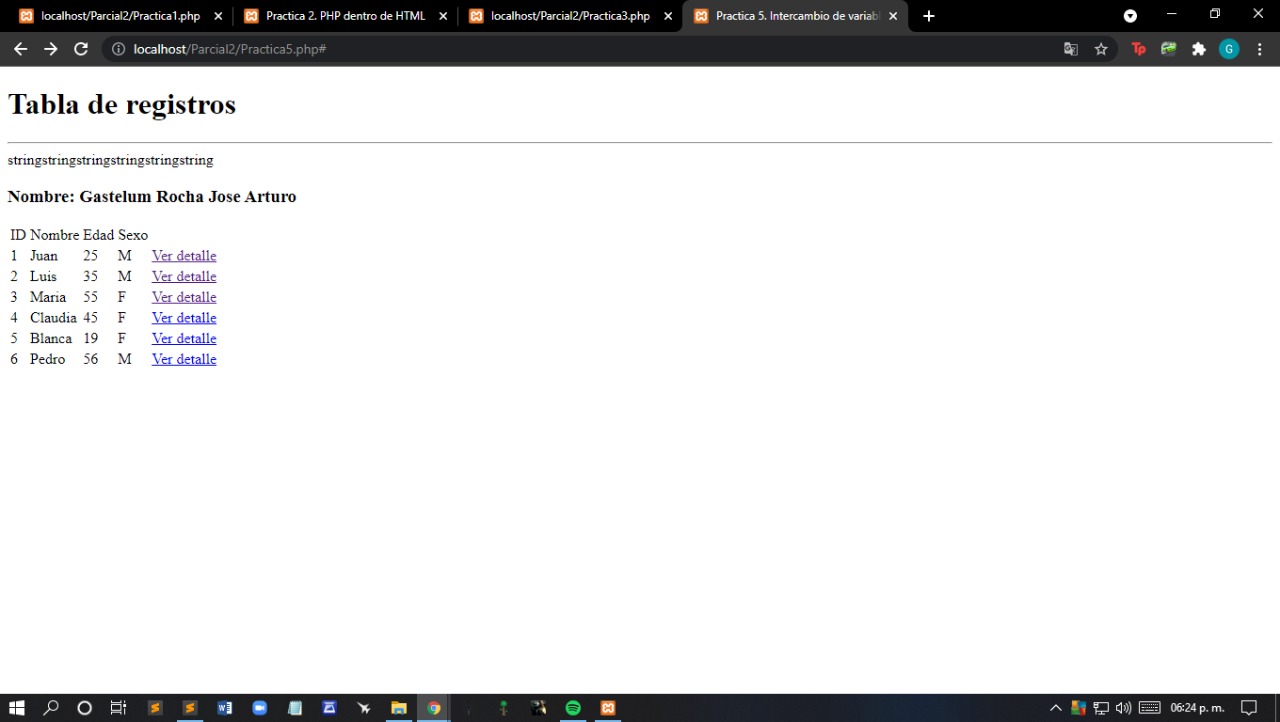 localhost/Parcial2/Practica1.php
Practica 2. PHP dentro de HTML
localhost/Parcial2/Practica3.php
Practica 5. Intercambio de variabl
localhost/Parcial2/Practica5.php#
Tp
G
Tabla de registros
stringstringstringstringstringstring
Nombre: Gastelum Rocha Jose Arturo
ID Nombre Edad Sexo
1 Juan 25 M Ver detalle
2 Luis 35 M Ver detalle
3 Maria 55 F Ver detalle
4 Claudia 45 F Ver detalle
5 Blanca 19 F Ver detalle
6 Pedro 56 M Ver detalle
06:24 p. m.